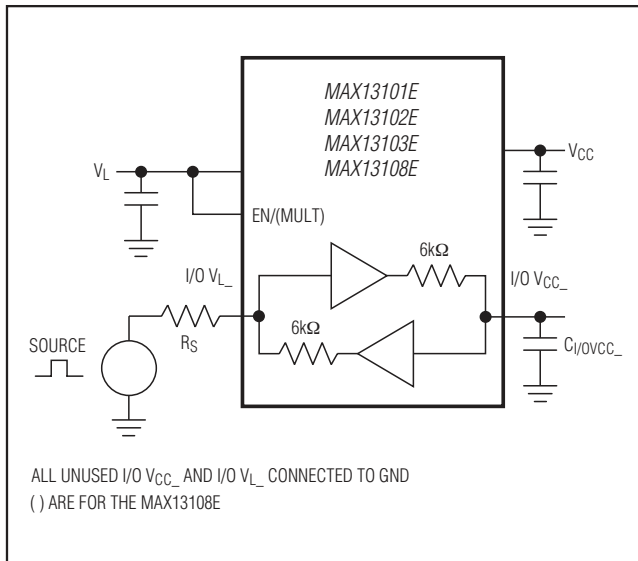 MAX13101E
MAX13102E
MAX13103E
MAX13108E
VL
VCC
EN/(MULT)
6kΩ
I/O VL_
I/O VCC_
6kΩ
RS
SOURCE
CI/OVCC_
ALL UNUSED I/O VCC_ AND I/O VL_ CONNECTED TO GND
( ) ARE FOR THE MAX13108E